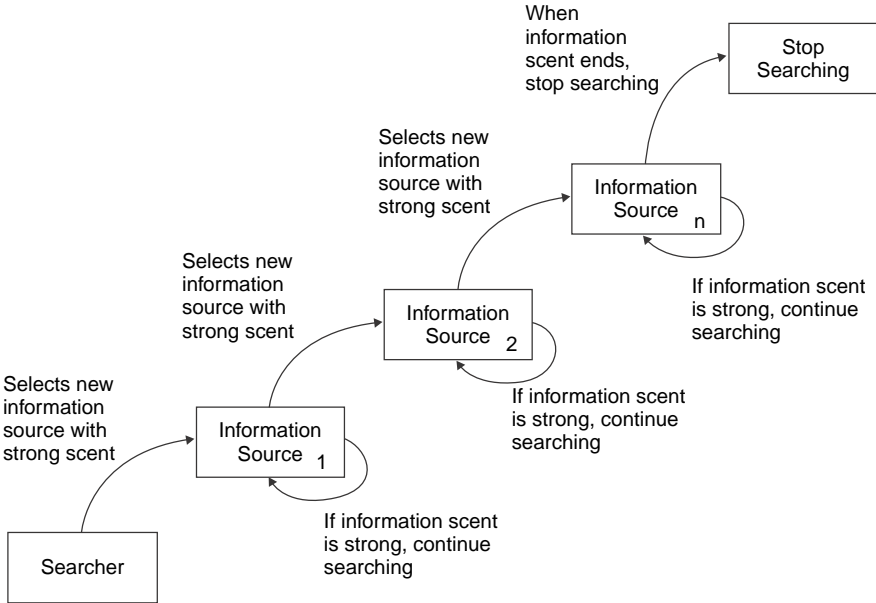 When
information
scent ends,
stop searching
Stop
Searching
Selects new
information
source with
strong scent
Information
Source n
If information scent
is strong, continue
searching
Selects new
information
source with
strong scent
Information
Source 2
If information scent
is strong, continue
searching
Selects new
information
source with
strong scent
Information
Source 1
If information scent
is strong, continue
searching
Searcher